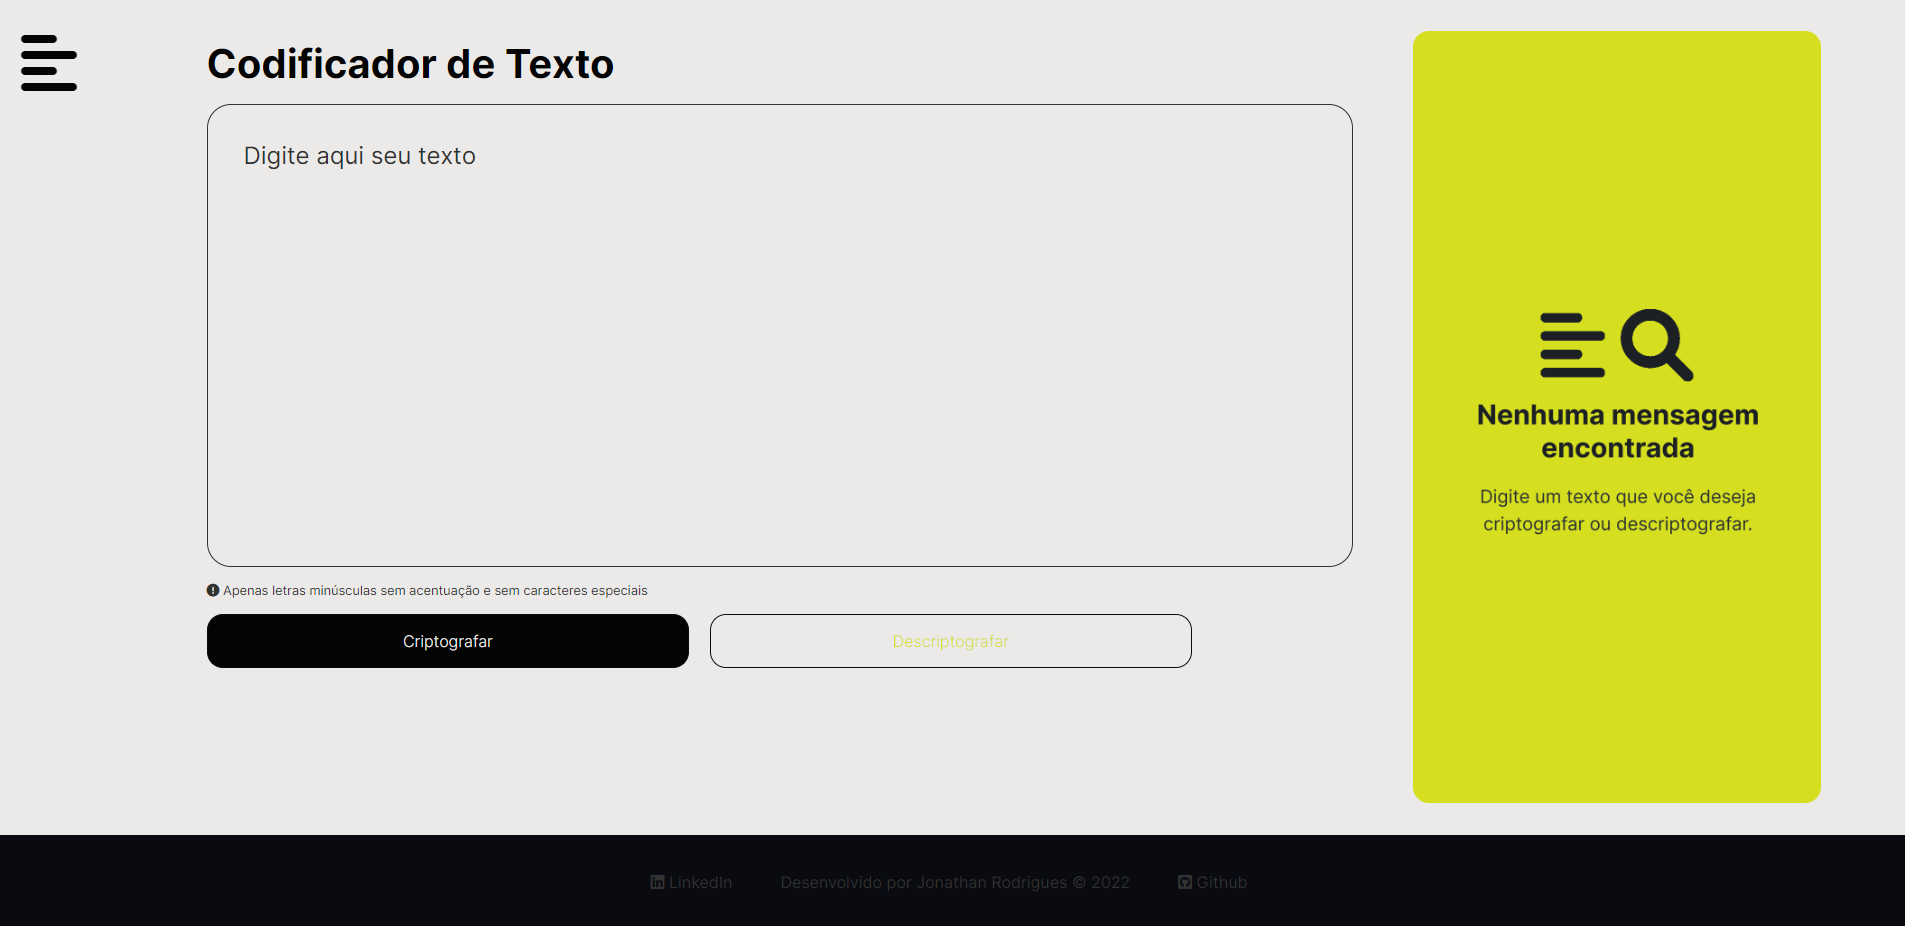 Codificador de Texto
Digite aqui seu texto
Apenas letras minúsculas sem acentuação e sem caracteres especiais
Criptografar
Descriptografar
Nenhuma mensagem
encontrada
Digite um texto que você deseja
criptografar ou descriptografar.
LinkedIn Desenvolvido por Jonathan Rodrigues © 2022 Github